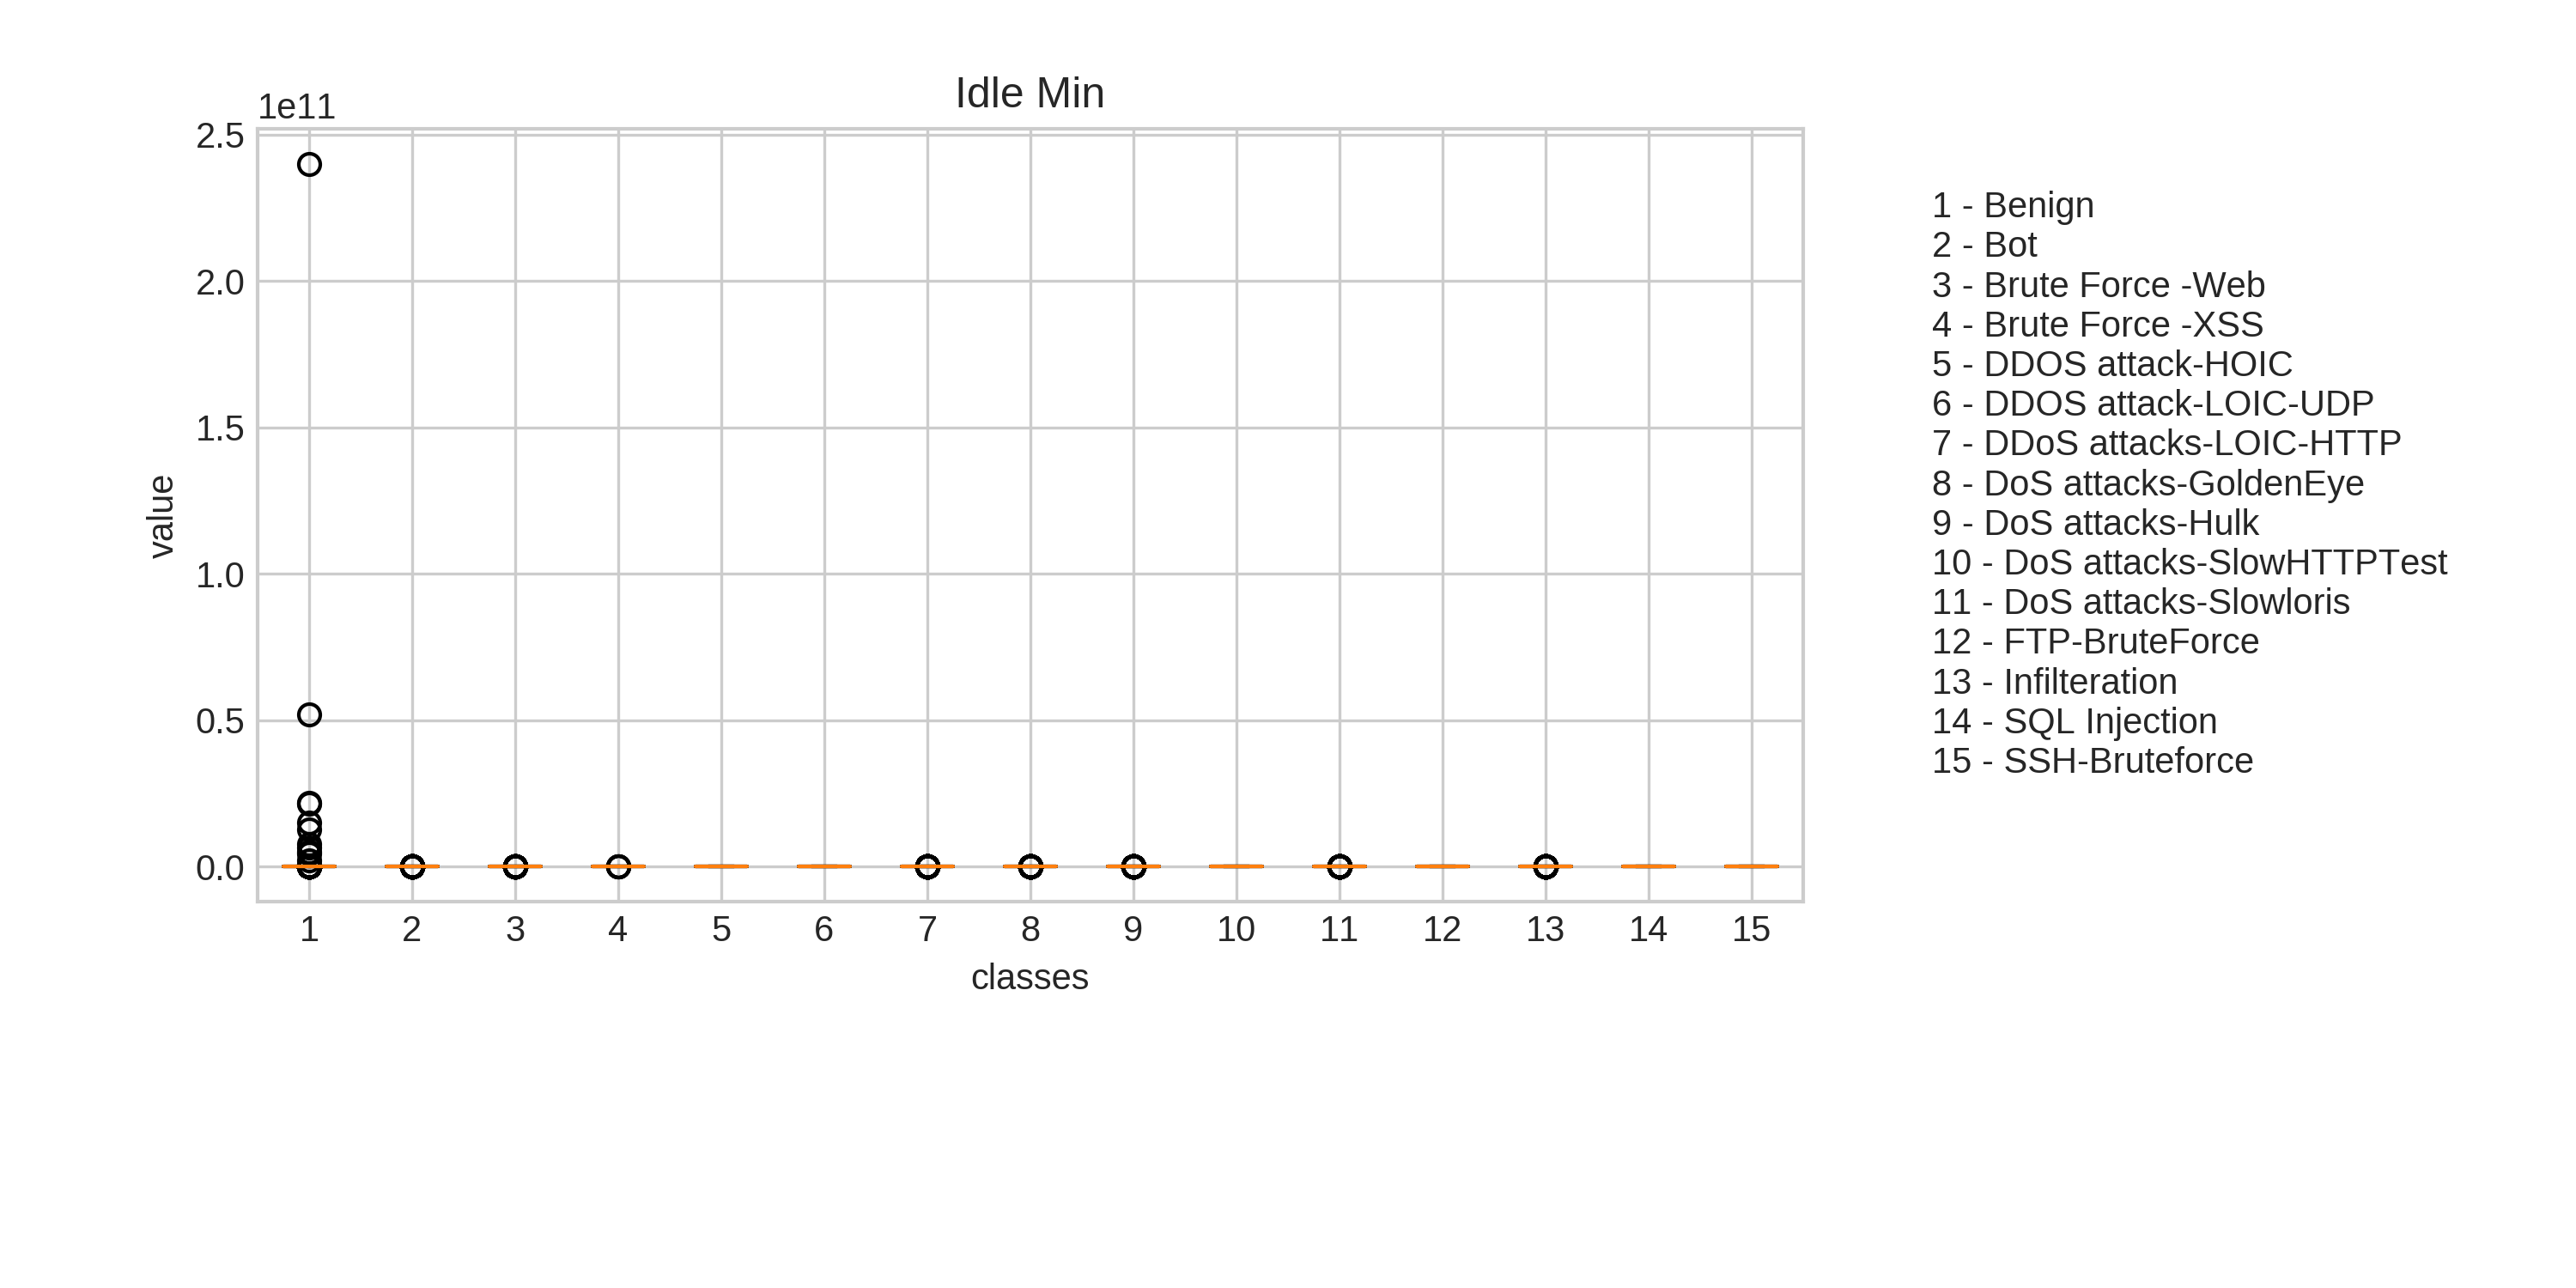 Idle Min
1e11
2.5
2.0
1.5
1.0
0.5
0.0
value
1 2 3 4 5 6 7 8 9 10 11 12 13 14 15
classes
1 - Benign
2 - Bot
3 - Brute Force -Web
4 - Brute Force -XSS
5 - DDOS attack-HOIC
6 - DDOS attack-LOIC-UDP
7 - DDoS attacks-LOIC-HTTP
8 - DoS attacks-GoldenEye
9 - DoS attacks-Hulk
10 - DoS attacks-SlowHTTPTest
11 - DoS attacks-Slowloris
12 - FTP-BruteForce
13 - Infilteration
14 - SQL Injection
15 - SSH-Bruteforce